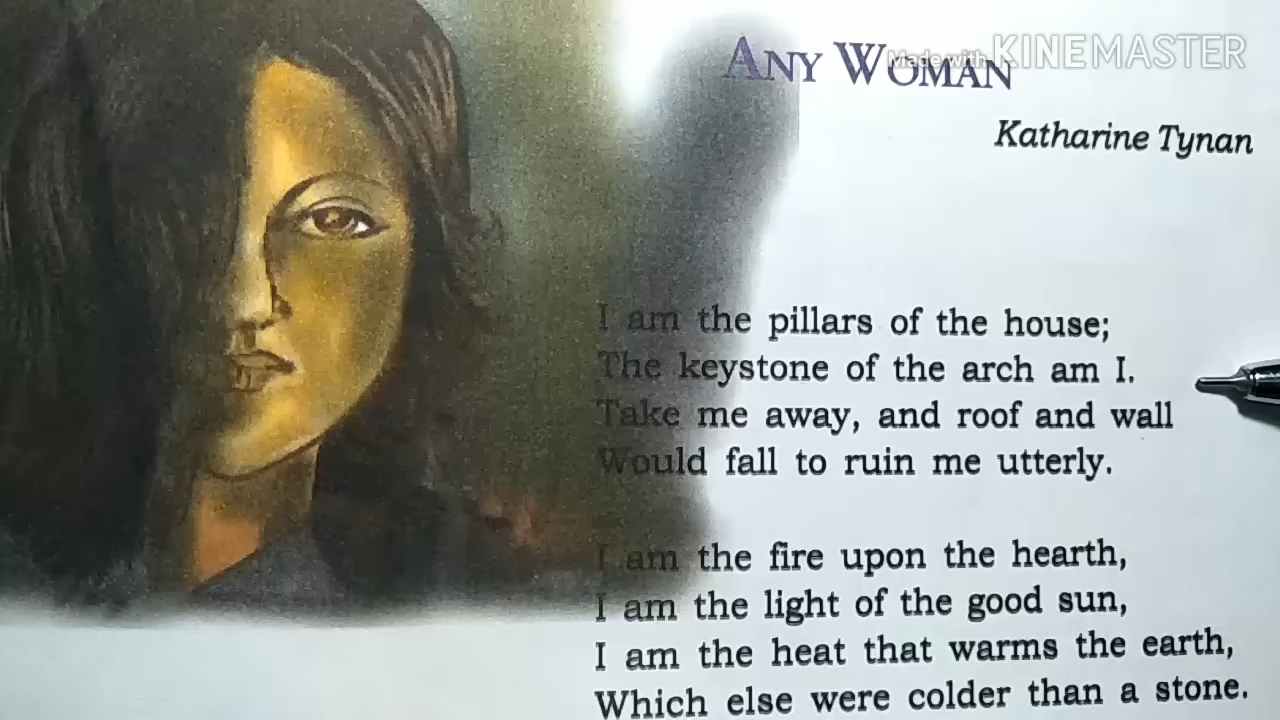 ANY WOMAN
Made with KINEMASTER
Katharine Tynan
I am the pillars of the house;
The keystone of the arch am I.
Take me away, and roof and wall
Would fall to ruin me utterly.
I am the fire upon the hearth,
I am the light of the good sun,
I am the heat that warms the earth,
Which else were colder than a stone.